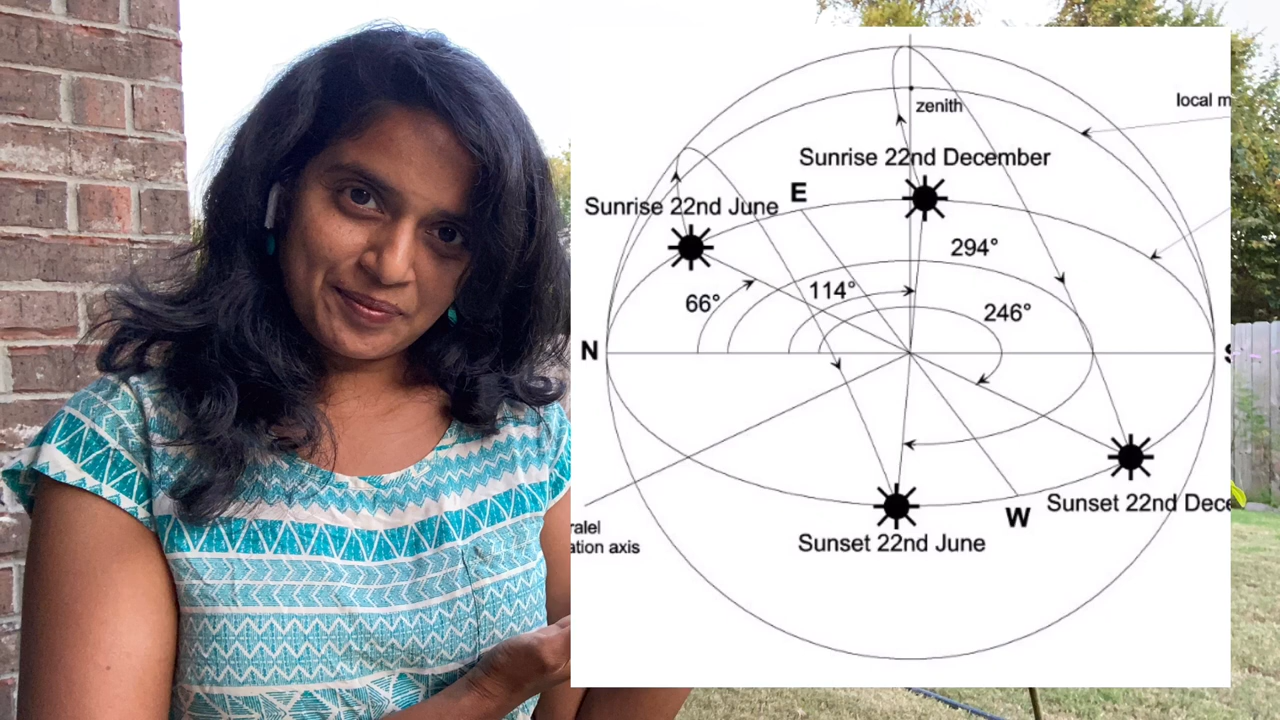 zenith
local m
Sunrise 22nd December
E
Sunrise 22nd June
294°
66°
114°
246°
N
S
Sunset 22nd Dece
W
ralel
ation axis
Sunset 22nd June